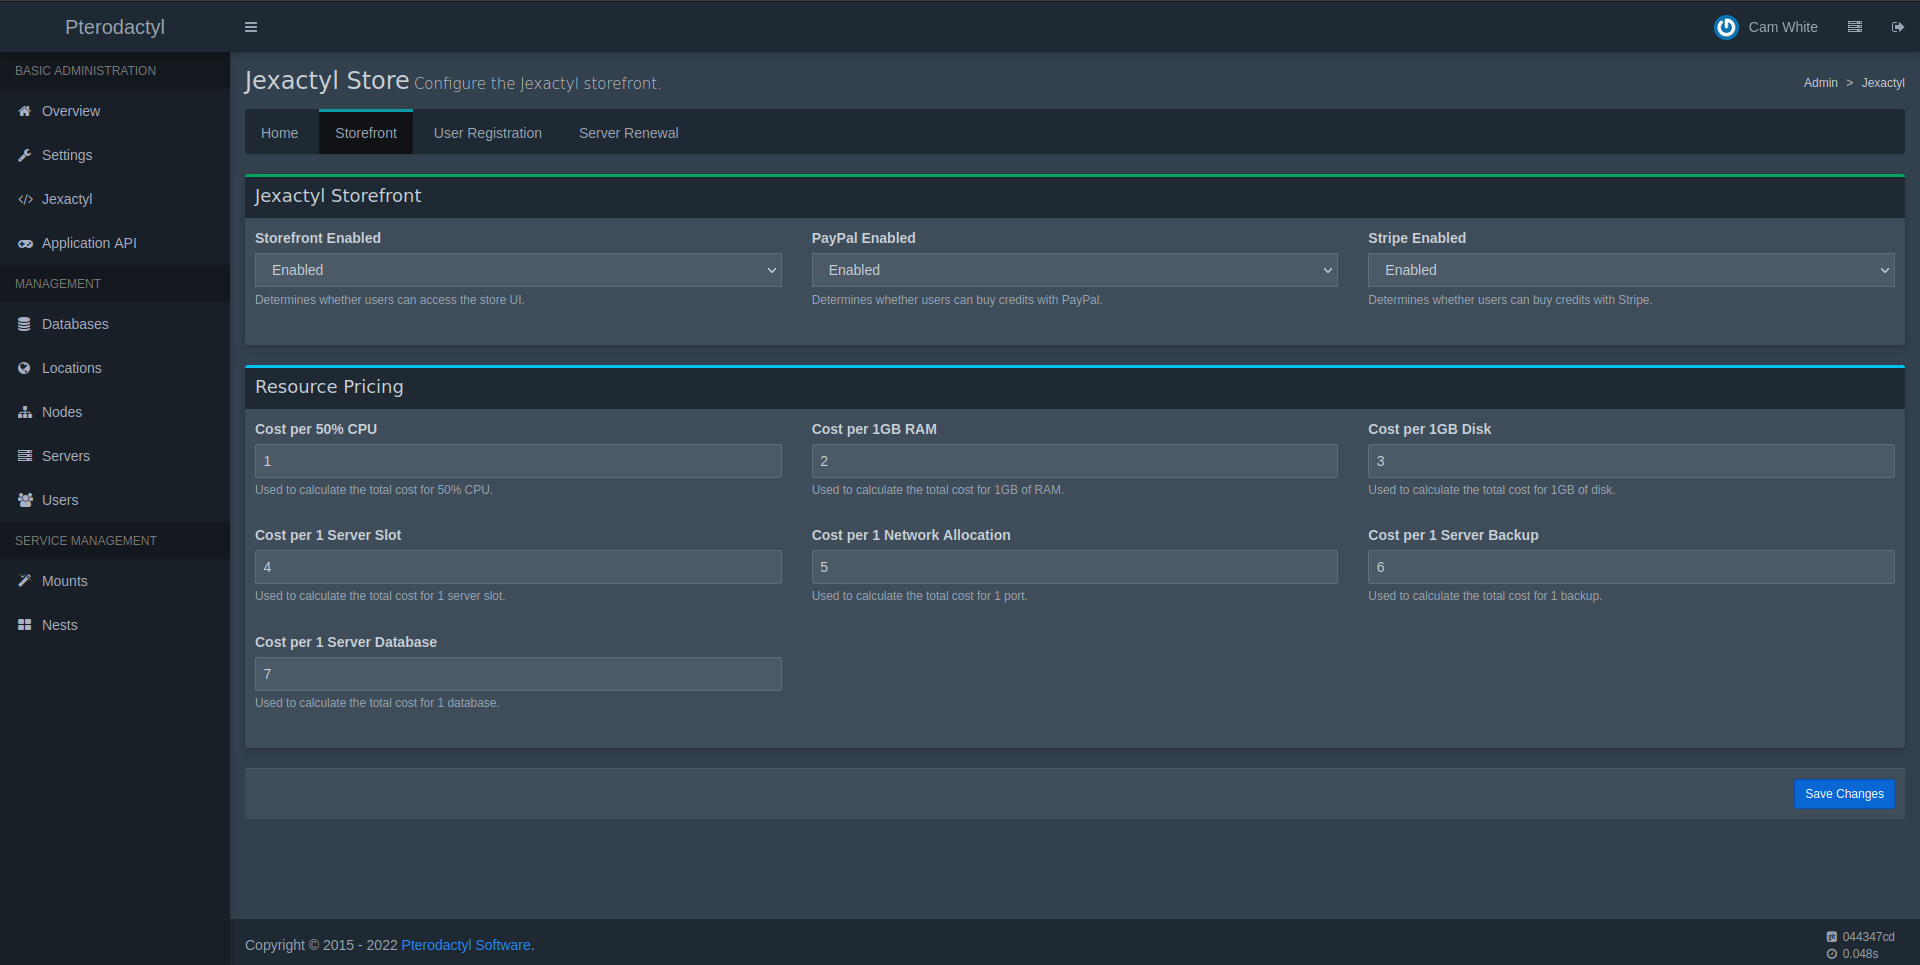 Pterodactyl
Cam White
BASIC ADMINISTRATION
Overview
Settings
Jexactyl
Application API
MANAGEMENT
Databases
Locations
Nodes
Servers
Users
SERVICE MANAGEMENT
Mounts
Nests
Jexactyl Store Configure the Jexactyl storefront.
Admin > Jexactyl
Home Storefront User Registration Server Renewal
Jexactyl Storefront
Storefront Enabled PayPal Enabled Stripe Enabled
Enabled Enabled Enabled
Determines whether users can access the store UI. Determines whether users can buy credits with PayPal. Determines whether users can buy credits with Stripe.
Resource Pricing
Cost per 50% CPU Cost per 1GB RAM Cost per 1GB Disk
1 2 3
Used to calculate the total cost for 50% CPU. Used to calculate the total cost for 1GB of RAM. Used to calculate the total cost for 1GB of disk.
Cost per 1 Server Slot Cost per 1 Network Allocation Cost per 1 Server Backup
4 5 6
Used to calculate the total cost for 1 server slot. Used to calculate the total cost for 1 port. Used to calculate the total cost for 1 backup.
Cost per 1 Server Database
7
Used to calculate the total cost for 1 database.
Save Changes
Copyright © 2015 - 2022 Pterodactyl Software.
044347cd
0.048s